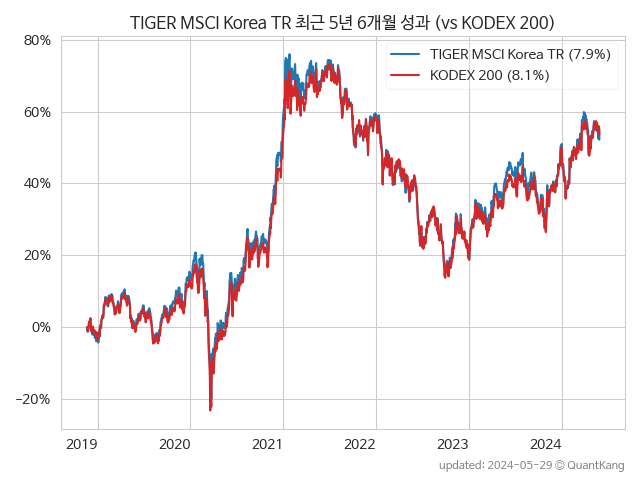 TIGER MSCI Korea TR 최근 5년 6개월 성과 (vs KODEX 200)
80%
TIGER MSCI Korea TR (7.9%)
KODEX 200 (8.1%)
60%
40%
20%
0%
−20%
2019 2020 2021 2022 2023 2024
updated: 2024-05-29 © QuantKang